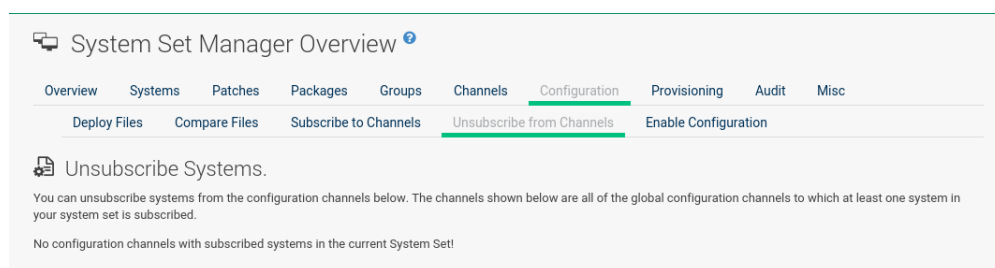 System Set Manager Overview ?
Overview Systems Patches Packages Groups Channels Configuration Provisioning Audit Misc
Deploy Files Compare Files Subscribe to Channels Unsubscribe from Channels Enable Configuration
Unsubscribe Systems.
You can unsubscribe systems from the configuration channels below. The channels shown below are all of the global configuration channels to which at least one system in
your system set is subscribed.
No configuration channels with subscribed systems in the current System Set!